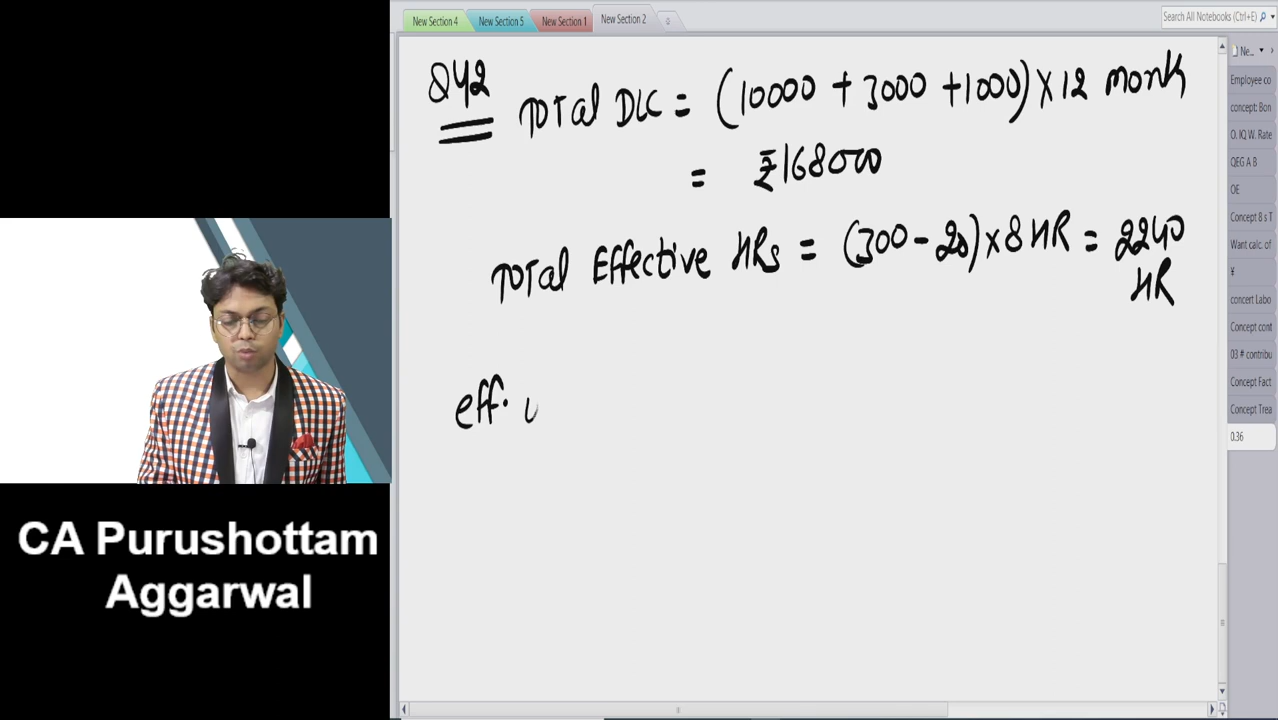 New Section 4 New Section 5 New Section 1 New Section 2
Search All Notebooks (Ctrl+E)
Q42
Total DLC = (10000 + 3000 + 1000) × 12 month
= ₹168000
Total Effective HRs = (300 - 20) × 8 HR = 2240
HR
eff.
CA Purushottam
Aggarwal
Ne...
Employee co
concept: Bon
O. IQ W. Rate
QEG A B
OE
Concept 8 s T
Want calc. of
¥
concert Labo
Concept cont
03 # contribu
Concept Fact
Concept Trea
0.36